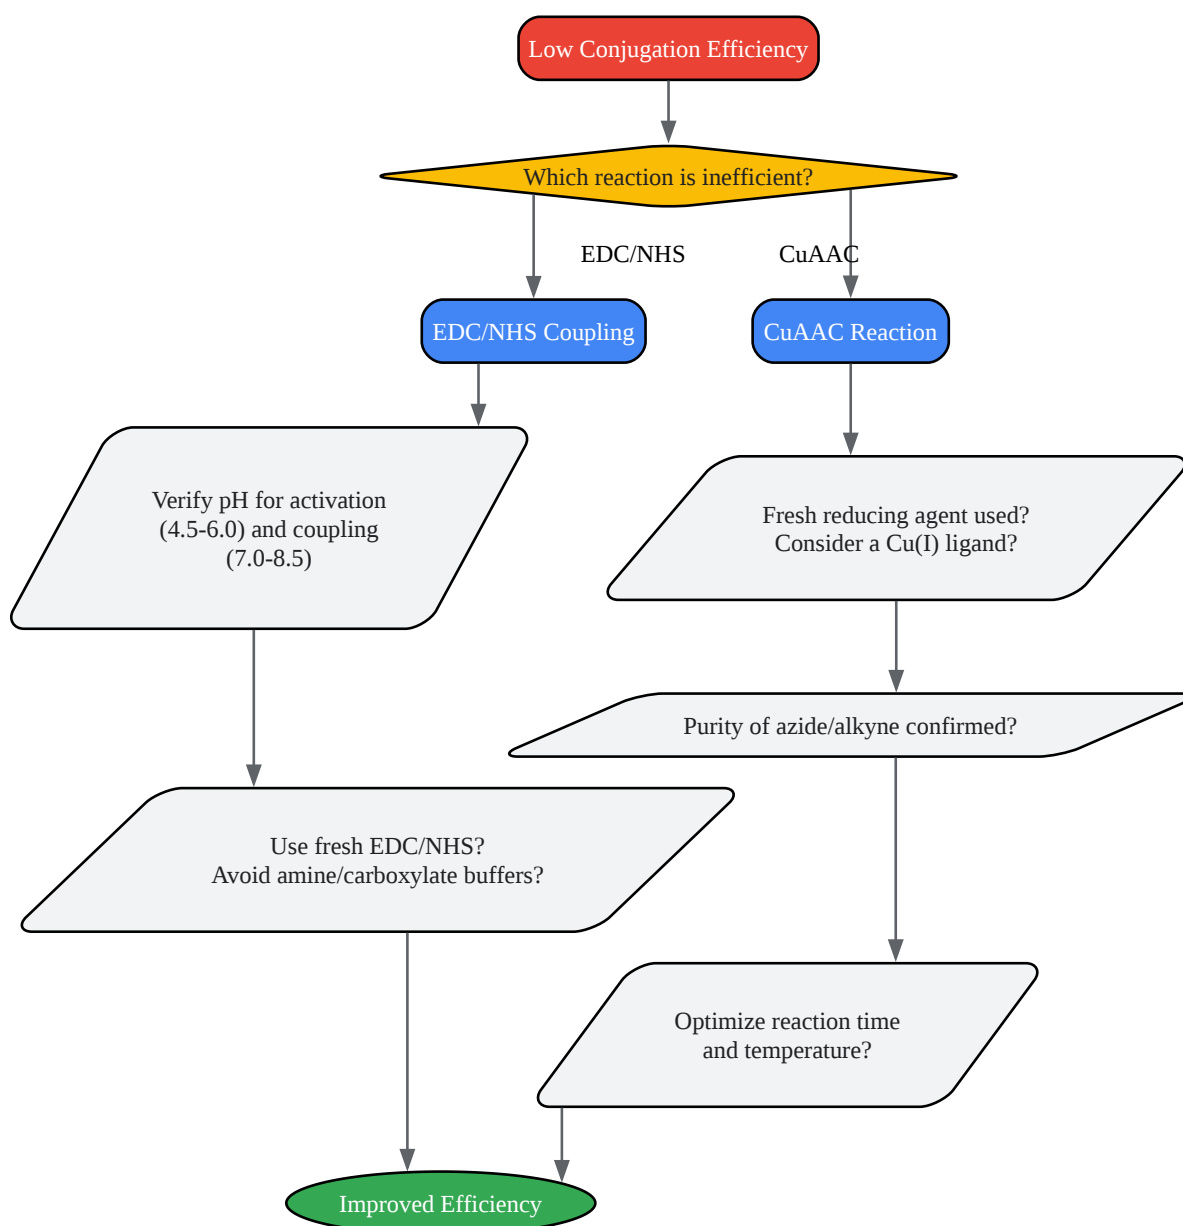 Low Conjugation Efficiency
Which reaction is inefficient?
EDC/NHS
CuAAC
EDC/NHS Coupling
CuAAC Reaction
Verify pH for activation
(4.5-6.0) and coupling
(7.0-8.5)
Fresh reducing agent used?
Consider a Cu(I) ligand?
Purity of azide/alkyne confirmed?
Use fresh EDC/NHS?
Avoid amine/carboxylate buffers?
Optimize reaction time
and temperature?
Improved Efficiency